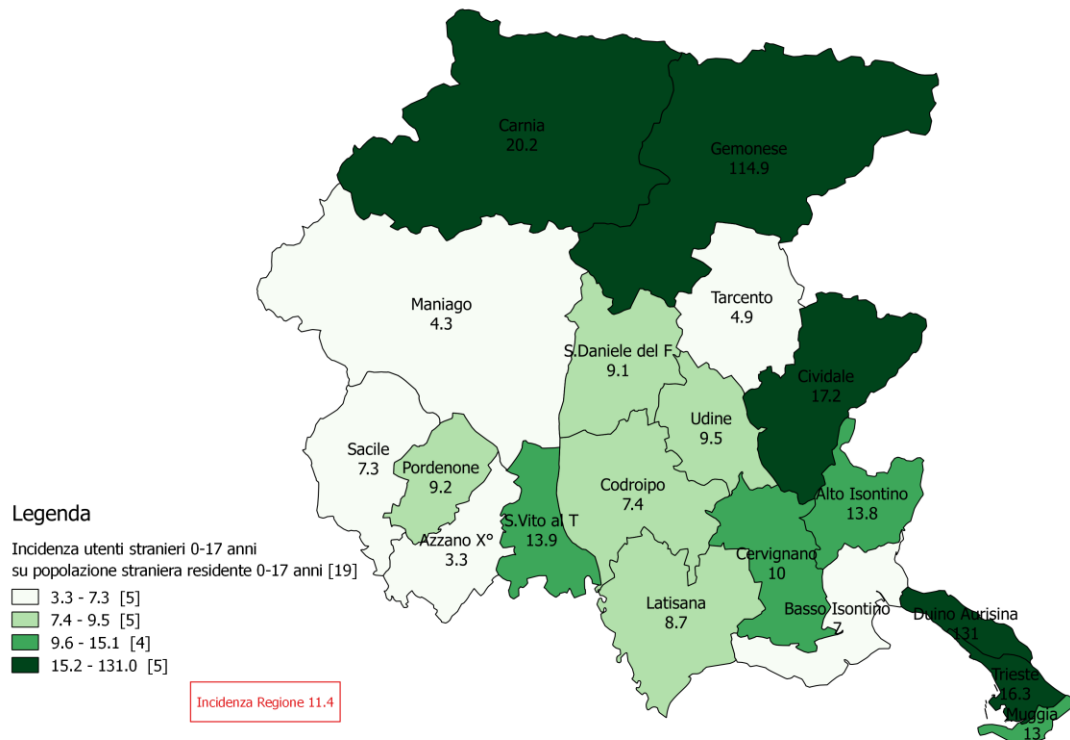 Carnia
20.2
Gemonese
114.9
Maniago
4.3
Tarcento
4.9
S.Daniele del F.
9.1
Cividale
17.2
Udine
9.5
Sacile
7.3
Pordenone
9.2
Codroipo
7.4
Alto Isontino
13.8
S.Vito al T
13.9
Azzano X°
3.3
Cervignano
10
Latisana
8.7
Basso Isontino
7
Duino Aurisina
131
Trieste
16.3
Muggia
13
Legenda
Incidenza utenti stranieri 0-17 anni
su popolazione straniera residente 0-17 anni [19]
3.3 - 7.3 [5]
7.4 - 9.5 [5]
9.6 - 15.1 [4]
15.2 - 131.0 [5]
Incidenza Regione 11.4